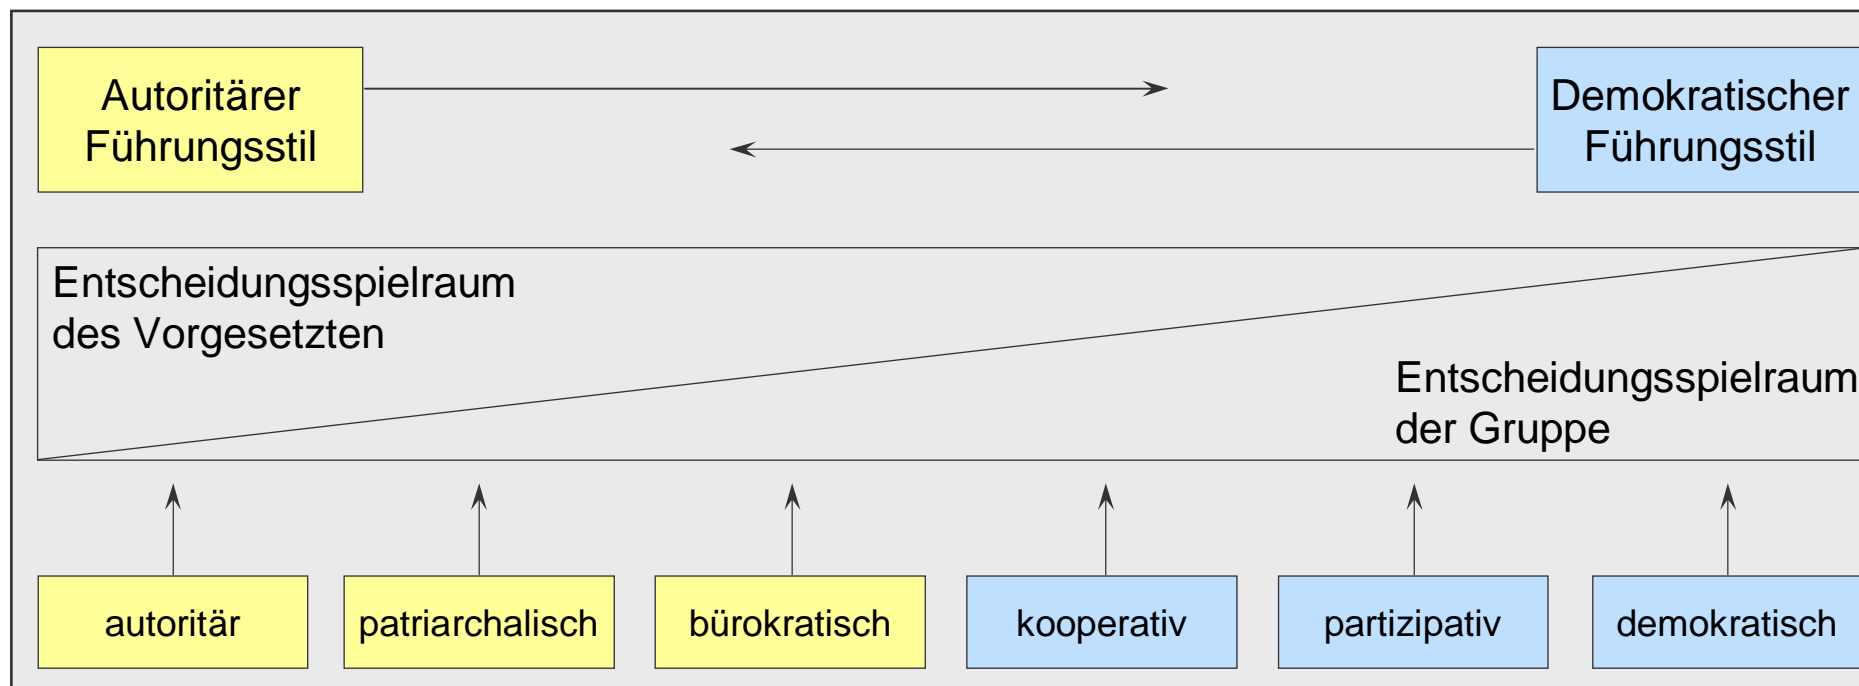 Autoritärer
Führungsstil
Demokratischer
Führungsstil
Entscheidungsspielraum
des Vorgesetzten
Entscheidungsspielraum
der Gruppe
autoritär
patriarchalisch
bürokratisch
kooperativ
partizipativ
demokratisch